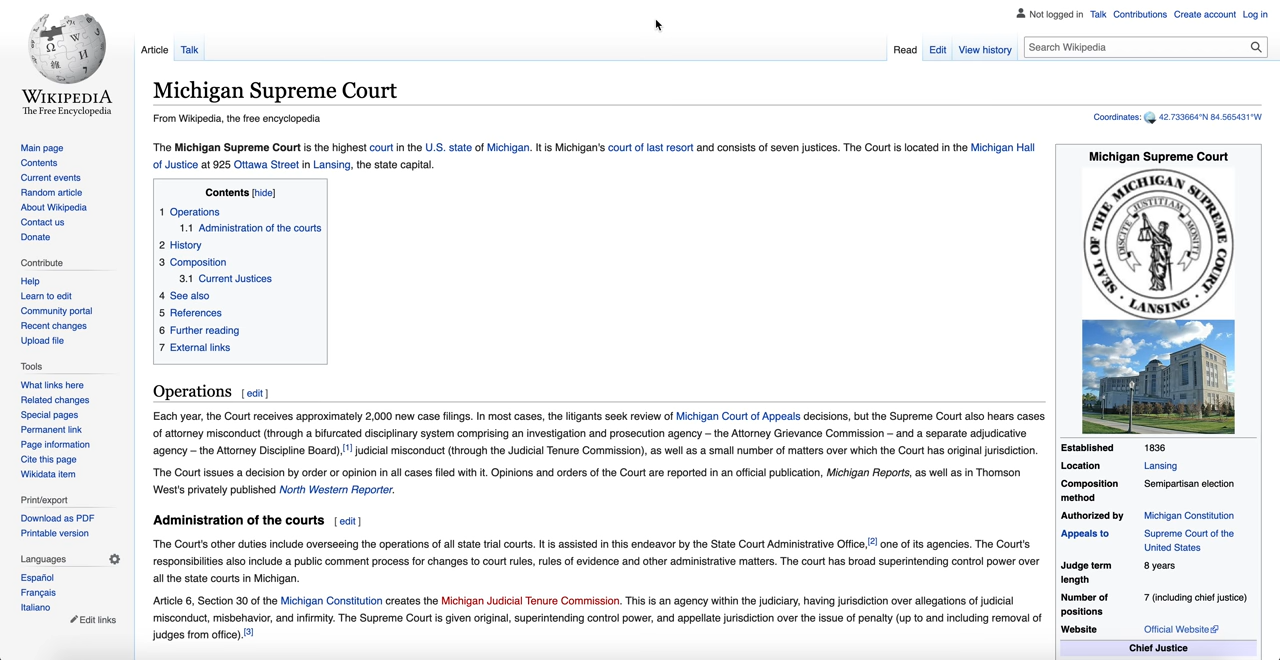 Not logged in Talk Contributions Create account Log in
Article Talk Read Edit View history Search Wikipedia
WIKIPEDIA
The Free Encyclopedia
Main page
Contents
Current events
Random article
About Wikipedia
Contact us
Donate
Contribute
Help
Learn to edit
Community portal
Recent changes
Upload file
Tools
What links here
Related changes
Special pages
Permanent link
Page information
Cite this page
Wikidata item
Print/export
Download as PDF
Printable version
Languages
Español
Français
Italiano
Edit links
Michigan Supreme Court
From Wikipedia, the free encyclopedia
Coordinates: 42.733664°N 84.565431°W
The Michigan Supreme Court is the highest court in the U.S. state of Michigan. It is Michigan's court of last resort and consists of seven justices. The Court is located in the Michigan Hall
of Justice at 925 Ottawa Street in Lansing, the state capital.
Contents [hide]
1 Operations
1.1 Administration of the courts
2 History
3 Composition
3.1 Current Justices
4 See also
5 References
6 Further reading
7 External links
Operations [ edit ]
Each year, the Court receives approximately 2,000 new case filings. In most cases, the litigants seek review of Michigan Court of Appeals decisions, but the Supreme Court also hears cases
of attorney misconduct (through a bifurcated disciplinary system comprising an investigation and prosecution agency – the Attorney Grievance Commission – and a separate adjudicative
agency – the Attorney Discipline Board),[1] judicial misconduct (through the Judicial Tenure Commission), as well as a small number of matters over which the Court has original jurisdiction.
The Court issues a decision by order or opinion in all cases filed with it. Opinions and orders of the Court are reported in an official publication, Michigan Reports, as well as in Thomson
West's privately published North Western Reporter.
Administration of the courts [ edit ]
The Court's other duties include overseeing the operations of all state trial courts. It is assisted in this endeavor by the State Court Administrative Office,[2] one of its agencies. The Court's
responsibilities also include a public comment process for changes to court rules, rules of evidence and other administrative matters. The court has broad superintending control power over
all the state courts in Michigan.
Article 6, Section 30 of the Michigan Constitution creates the Michigan Judicial Tenure Commission. This is an agency within the judiciary, having jurisdiction over allegations of judicial
misconduct, misbehavior, and infirmity. The Supreme Court is given original, superintending control power, and appellate jurisdiction over the issue of penalty (up to and including removal of
judges from office).[3]
Michigan Supreme Court
SEAL OF THE MICHIGAN SUPREME COURT
DISCITE JUSTITIAM MONITI
LANSING
Established 1836
Location Lansing
Composition method Semipartisan election
Authorized by Michigan Constitution
Appeals to Supreme Court of the United States
Judge term length 8 years
Number of positions 7 (including chief justice)
Website Official Website
Chief Justice